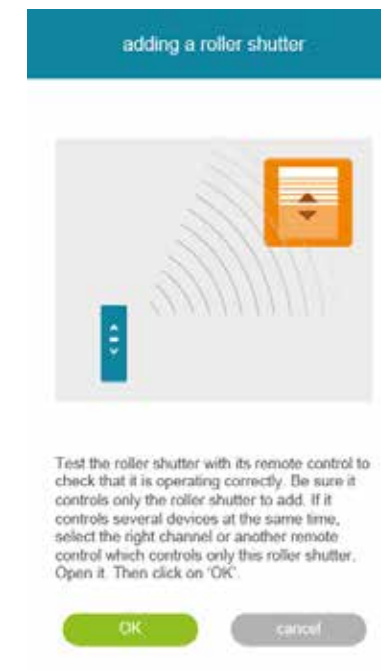 adding a roller shutter
Test the roller shutter with its remote control to
check that it is operating correctly. Be sure it
controls only the roller shutter to add. If it
controls several devices at the same time,
select the right channel or another remote
control which controls only this roller shutter.
Open it. Then click on 'OK'.
OK
cancel